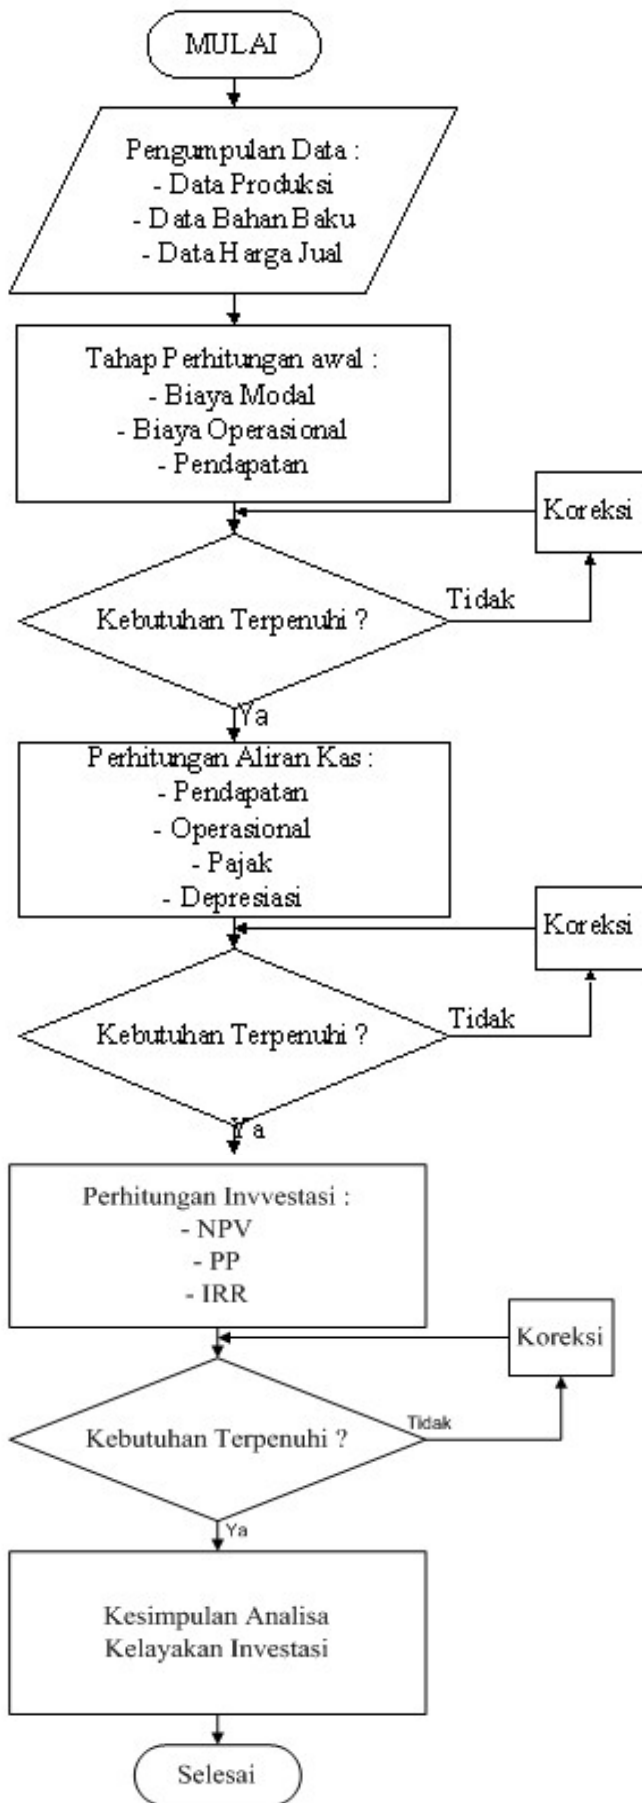 MULAI
Pengumpulan Data :
- Data Produksi
- Data Bahan Baku
- Data Harga Jual
Tahap Perhitungan awal :
- Biaya Modal
- Biaya Operasional
- Pendapatan
Koreksi
Kebutuhan Terpenuhi ?
Tidak
Ya
Perhitungan Aliran Kas :
- Pendapatan
- Operasional
- Pajak
- Depresiasi
Koreksi
Kebutuhan Terpenuhi ?
Tidak
Ya
Perhitungan Invvestasi :
- NPV
- PP
- IRR
Koreksi
Kebutuhan Terpenuhi ?
Tidak
Ya
Kesimpulan Analisa
Kelayakan Investasi
Selesai